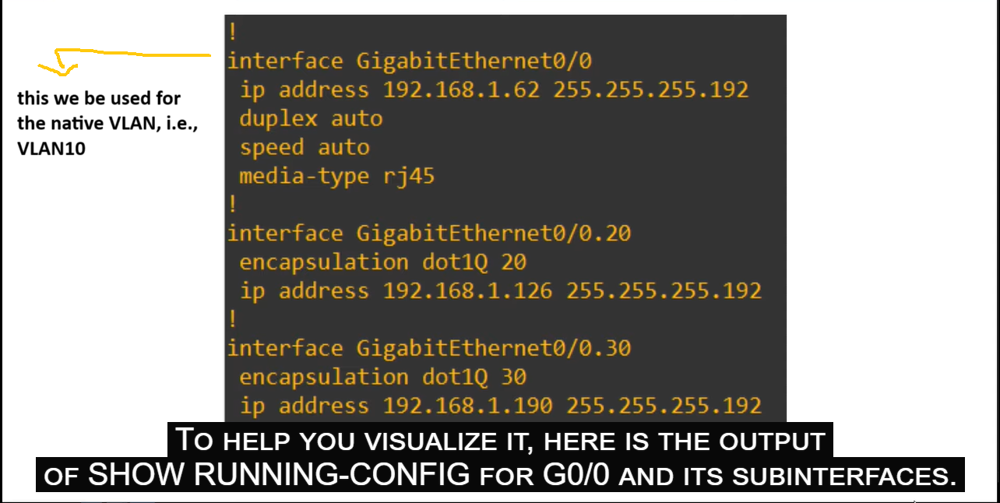 !
interface GigabitEthernet0/0
ip address 192.168.1.62 255.255.255.192
duplex auto
speed auto
media-type rj45
!
interface GigabitEthernet0/0.20
encapsulation dot1Q 20
ip address 192.168.1.126 255.255.255.192
!
interface GigabitEthernet0/0.30
encapsulation dot1Q 30
ip address 192.168.1.190 255.255.255.192
this we be used for
the native VLAN, i.e.,
VLAN10
To help you visualize it, here is the output
of SHOW RUNNING-CONFIG for G0/0 and its subinterfaces.